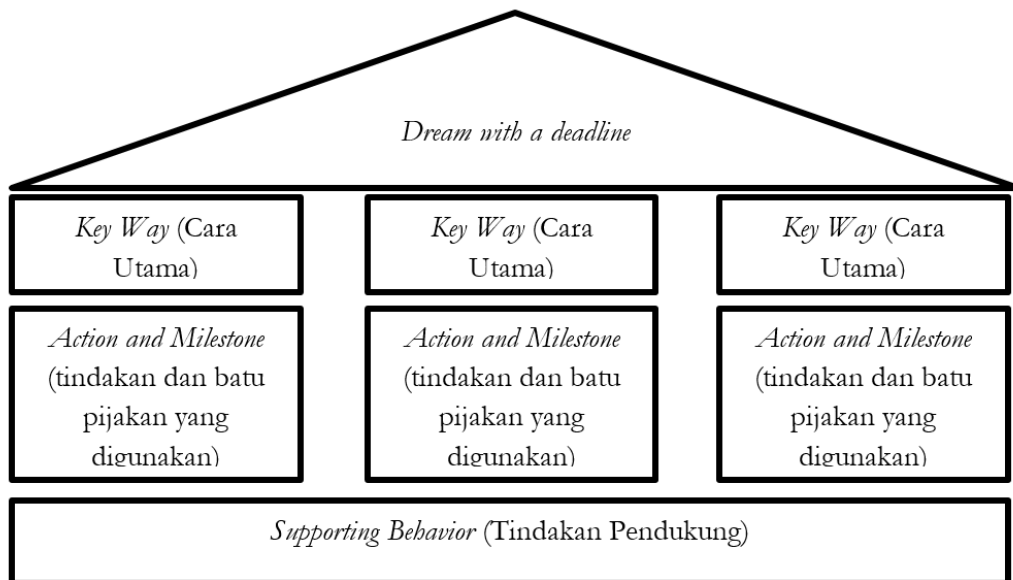 Dream with a deadline
Key Way (Cara
Utama)
Key Way (Cara
Utama)
Key Way (Cara
Utama)
Action and Milestone
(tindakan dan batu
pijakan yang
digunakan)
Action and Milestone
(tindakan dan batu
pijakan yang
digunakan)
Action and Milestone
(tindakan dan batu
pijakan yang
digunakan)
Supporting Behavior (Tindakan Pendukung)